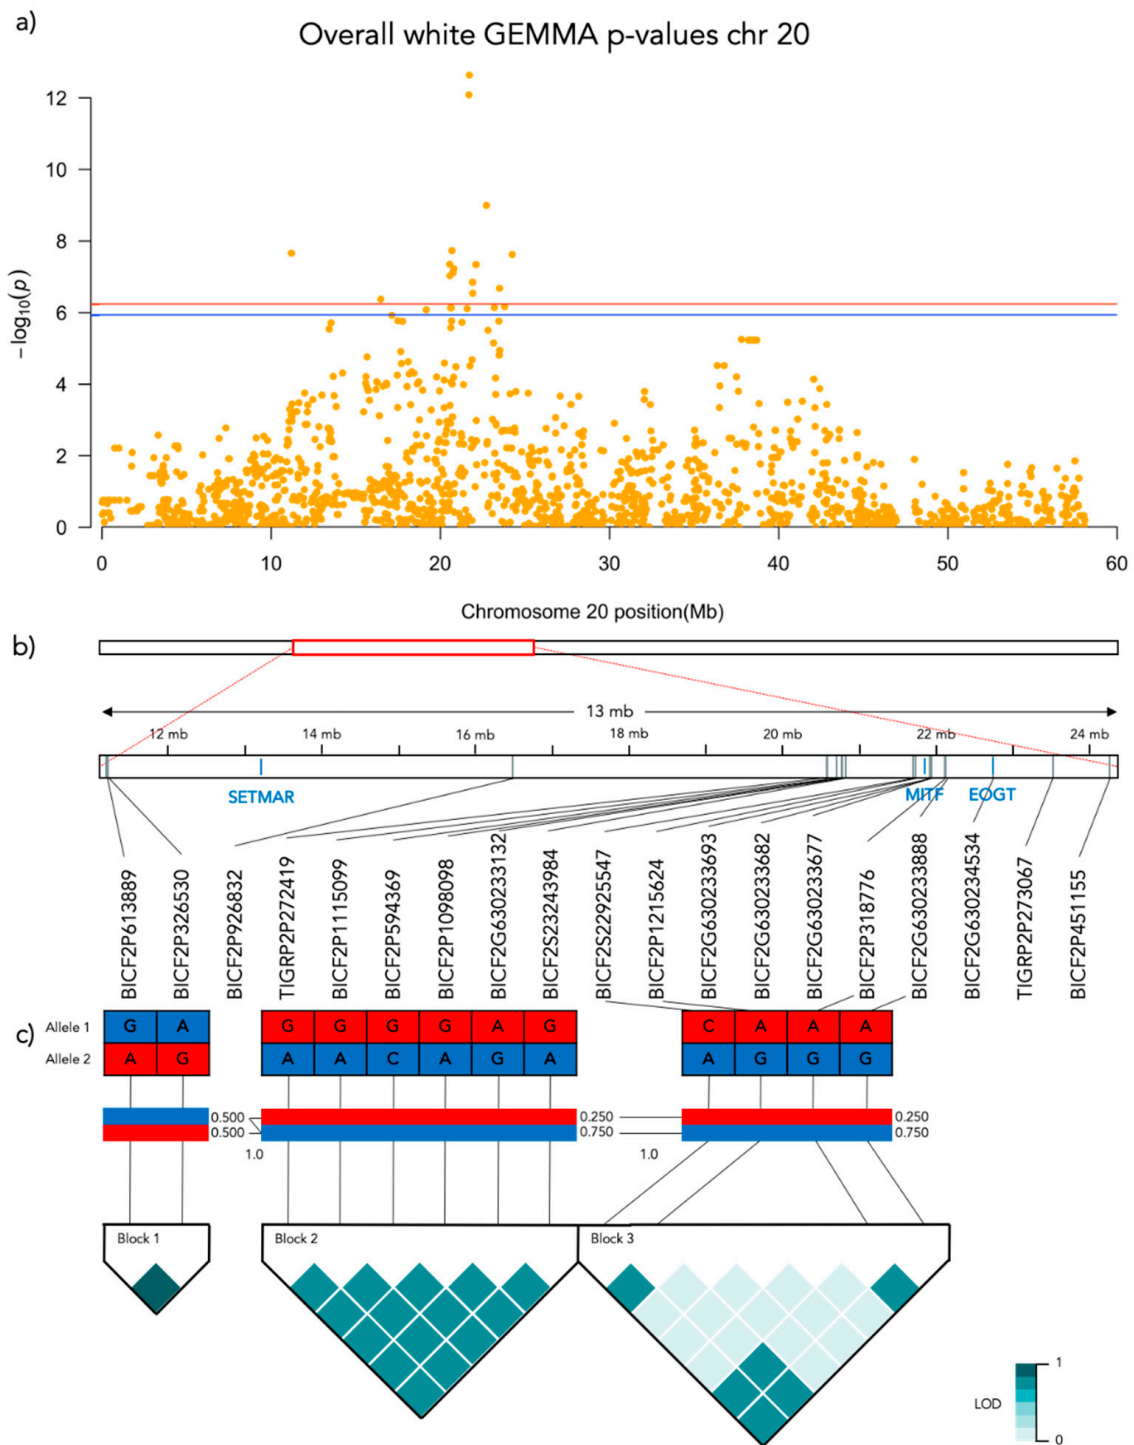 a)
Overall white GEMMA p-values chr 20
12
10
8
6
4
2
0
−log10(p)
0 10 20 30 40 50 60
Chromosome 20 position(Mb)
b)
13 mb
12 mb 14 mb 16 mb 18 mb 20 mb 22 mb 24 mb
SETMAR MITF EOGT
BICF2P613889
BICF2P326530
BICF2P926832
TIGRP2P272419
BICF2P1115099
BICF2P594369
BICF2P1098098
BICF2G630233132
BICF2S23243984
BICF2S22925547
BICF2P1215624
BICF2G630233693
BICF2G630233682
BICF2G630233677
BICF2P318776
BICF2G630233888
BICF2G630234534
TIGRP2P273067
BICF2P451155
c)
Allele 1 G A G G G G A G C A A A
Allele 2 A G A A C A G A A G G G
0.500 0.250 0.250
0.500 0.750 0.750
1.0 1.0
Block 1 Block 2 Block 3
1
LOD
0